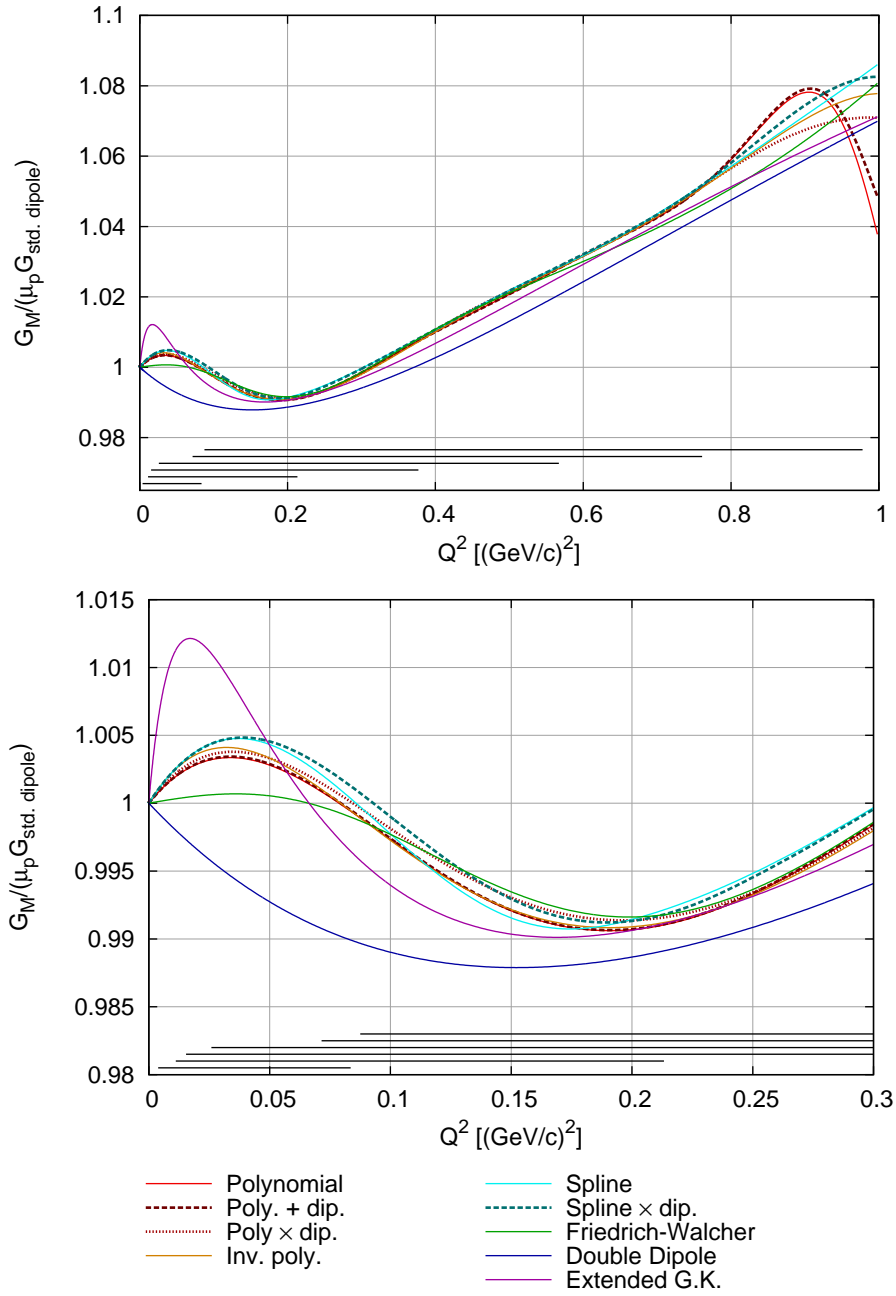 1.1
1.08
1.06
1.04
1.02
1
0.98
G_M/(μ_p G_std. dipole)
0 0.2 0.4 0.6 0.8 1
Q^2 [(GeV/c)^2]
1.015
1.01
1.005
1
0.995
0.99
0.985
0.98
G_M/(μ_p G_std. dipole)
0 0.05 0.1 0.15 0.2 0.25 0.3
Q^2 [(GeV/c)^2]
Polynomial
Poly. + dip.
Poly × dip.
Inv. poly.
Spline
Spline × dip.
Friedrich-Walcher
Double Dipole
Extended G.K.